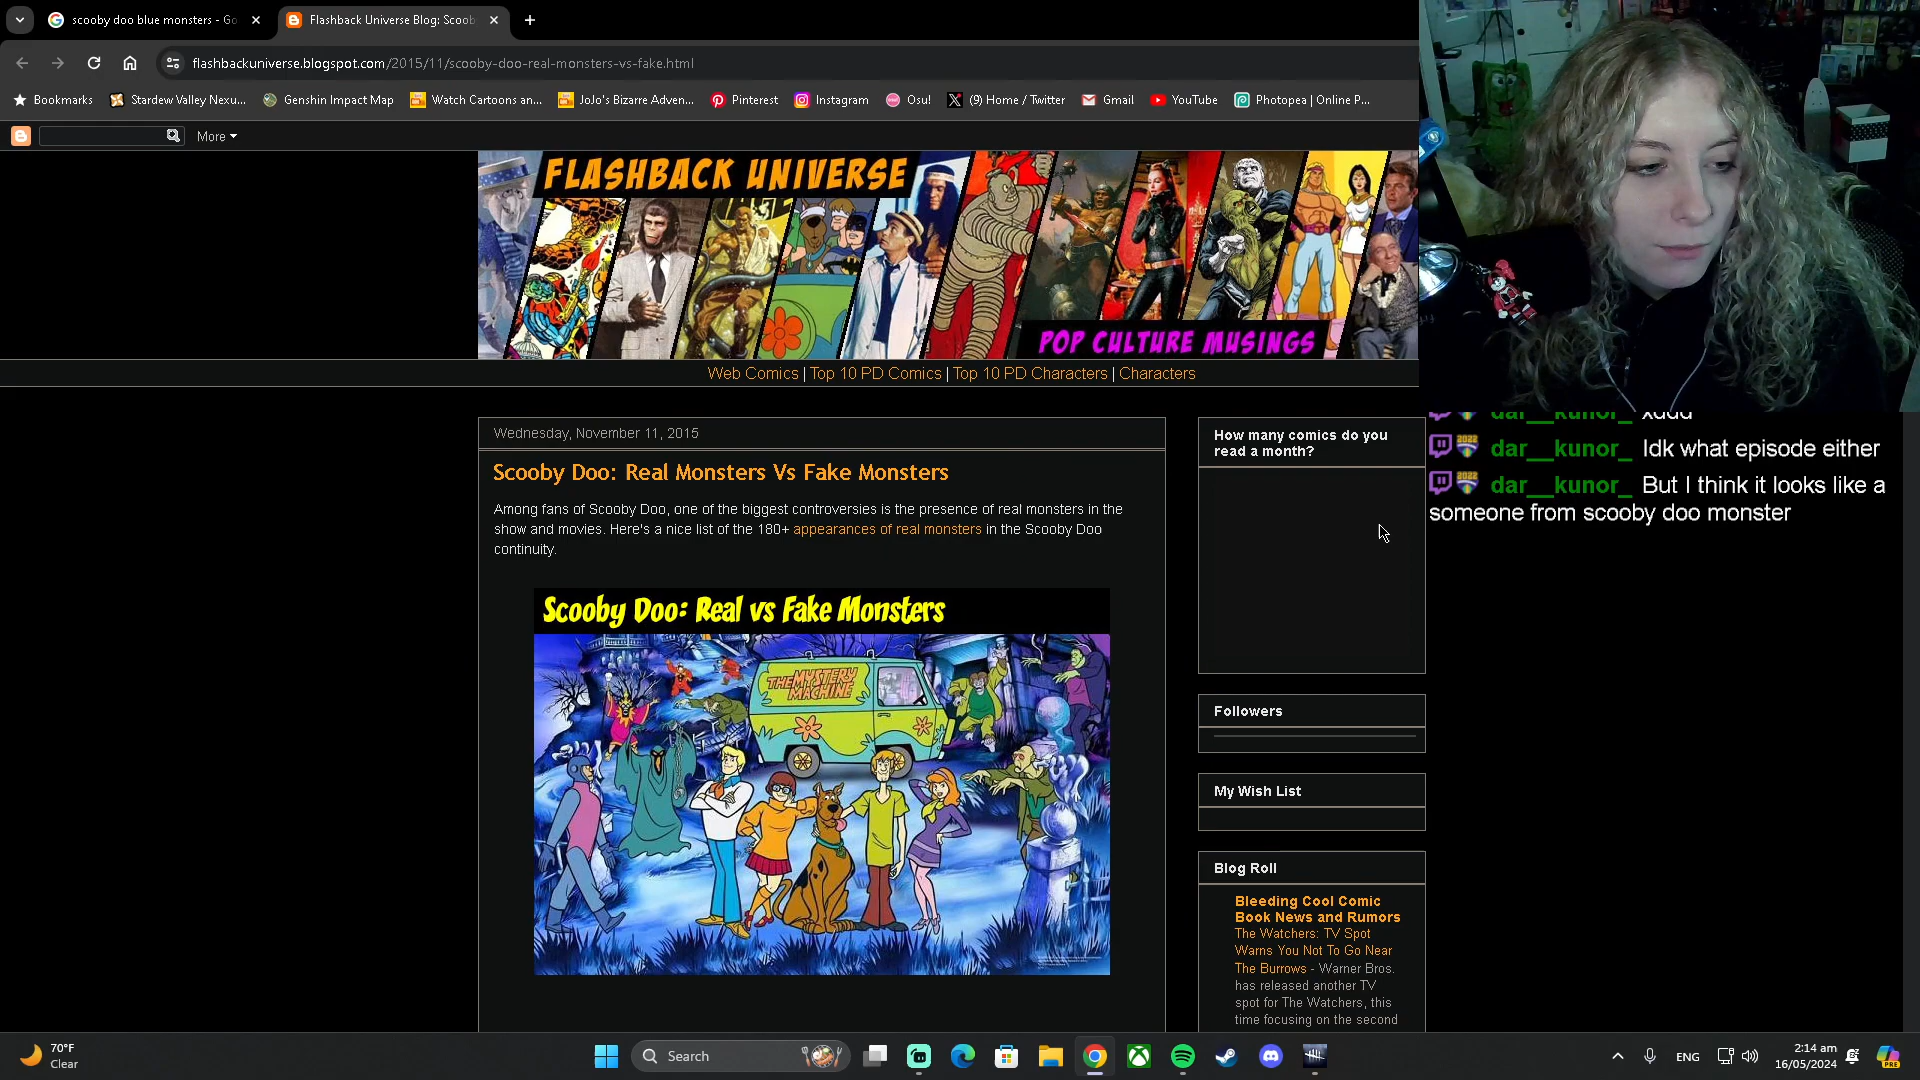 scooby doo blue monsters - Go
Flashback Universe Blog: Scoob
flashbackuniverse.blogspot.com/2015/11/scooby-doo-real-monsters-vs-fake.html
Bookmarks
Stardew Valley Nexu...
Genshin Impact Map
Watch Cartoons an...
JoJo's Bizarre Adven...
Pinterest
Instagram
Osu!
(9) Home / Twitter
Gmail
YouTube
Photopea | Online P...
More
FLASHBACK UNIVERSE
POP CULTURE MUSINGS
Web Comics | Top 10 PD Comics | Top 10 PD Characters | Characters
Wednesday, November 11, 2015
Scooby Doo: Real Monsters Vs Fake Monsters
Among fans of Scooby Doo, one of the biggest controversies is the presence of real monsters in the
show and movies. Here's a nice list of the 180+ appearances of real monsters in the Scooby Doo
continuity.
Scooby Doo: Real vs Fake Monsters
THE MYSTERY
MACHINE
How many comics do you
read a month?
Followers
My Wish List
Blog Roll
Bleeding Cool Comic
Book News and Rumors
The Watchers: TV Spot
Warns You Not To Go Near
The Burrows - Warner Bros.
has released another TV
spot for The Watchers, this
time focusing on the second
dar__kunor_ xddd
2022 dar__kunor_ Idk what episode either
2022 dar__kunor_ But I think it looks like a
someone from scooby doo monster
70°F
Clear
Search
ENG
2:14 am
16/05/2024
PRE